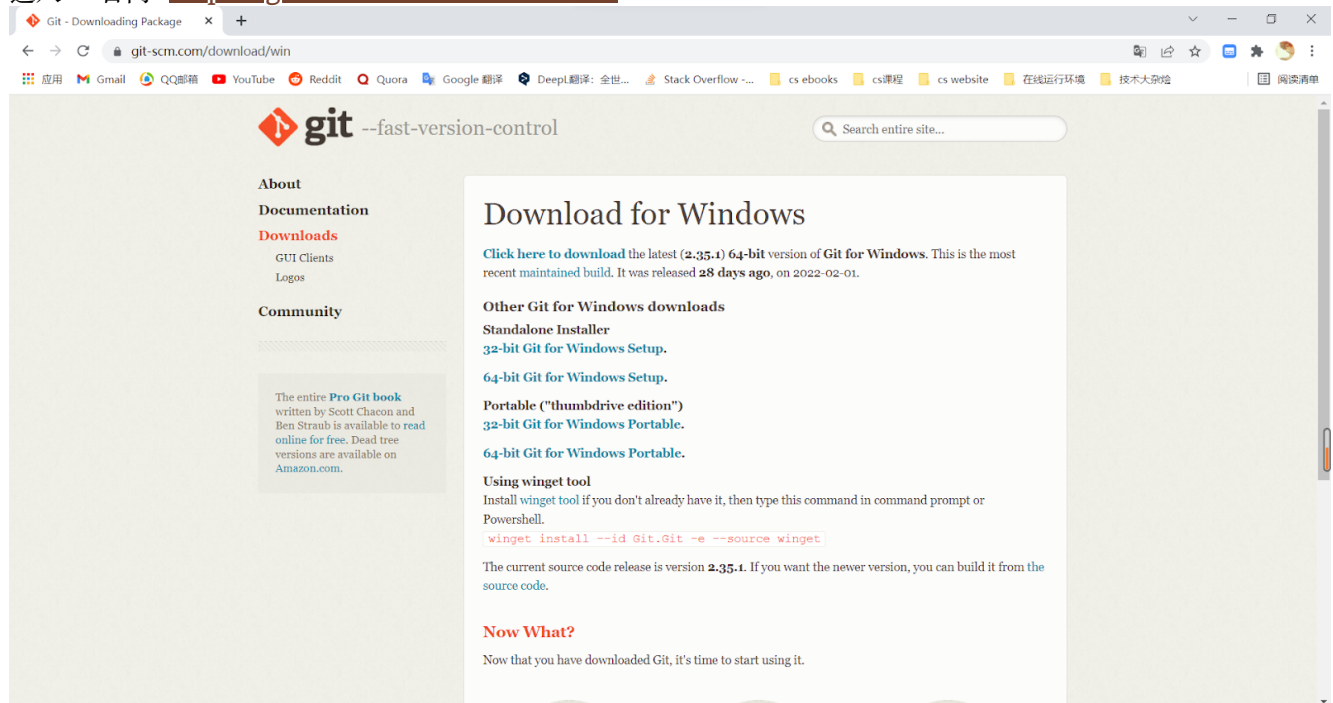 Git - Downloading Package
git-scm.com/download/win
应用 Gmail QQ邮箱 YouTube Reddit Quora Google 翻译 DeepL翻译：全世... Stack Overflow -... cs ebooks cs课程 cs website 在线运行环境 技术大杂烩 阅读清单
git --fast-version-control
Search entire site...
About
Documentation
Downloads
GUI Clients
Logos
Community
The entire Pro Git book
written by Scott Chacon and
Ben Straub is available to read
online for free. Dead tree
versions are available on
Amazon.com.
Download for Windows
Click here to download the latest (2.35.1) 64-bit version of Git for Windows. This is the most
recent maintained build. It was released 28 days ago, on 2022-02-01.
Other Git for Windows downloads
Standalone Installer
32-bit Git for Windows Setup.
64-bit Git for Windows Setup.
Portable ("thumbdrive edition")
32-bit Git for Windows Portable.
64-bit Git for Windows Portable.
Using winget tool
Install winget tool if you don't already have it, then type this command in command prompt or
Powershell.
winget install --id Git.Git -e --source winget
The current source code release is version 2.35.1. If you want the newer version, you can build it from the
source code.
Now What?
Now that you have downloaded Git, it's time to start using it.